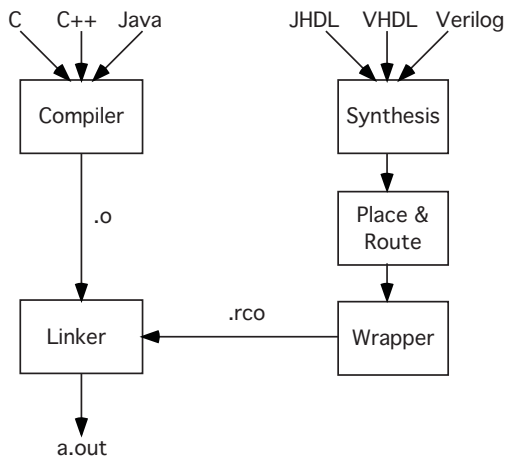 C C++ Java JHDL VHDL Verilog
Compiler
Synthesis
.o
Place &
Route
.rco
Linker
Wrapper
a.out